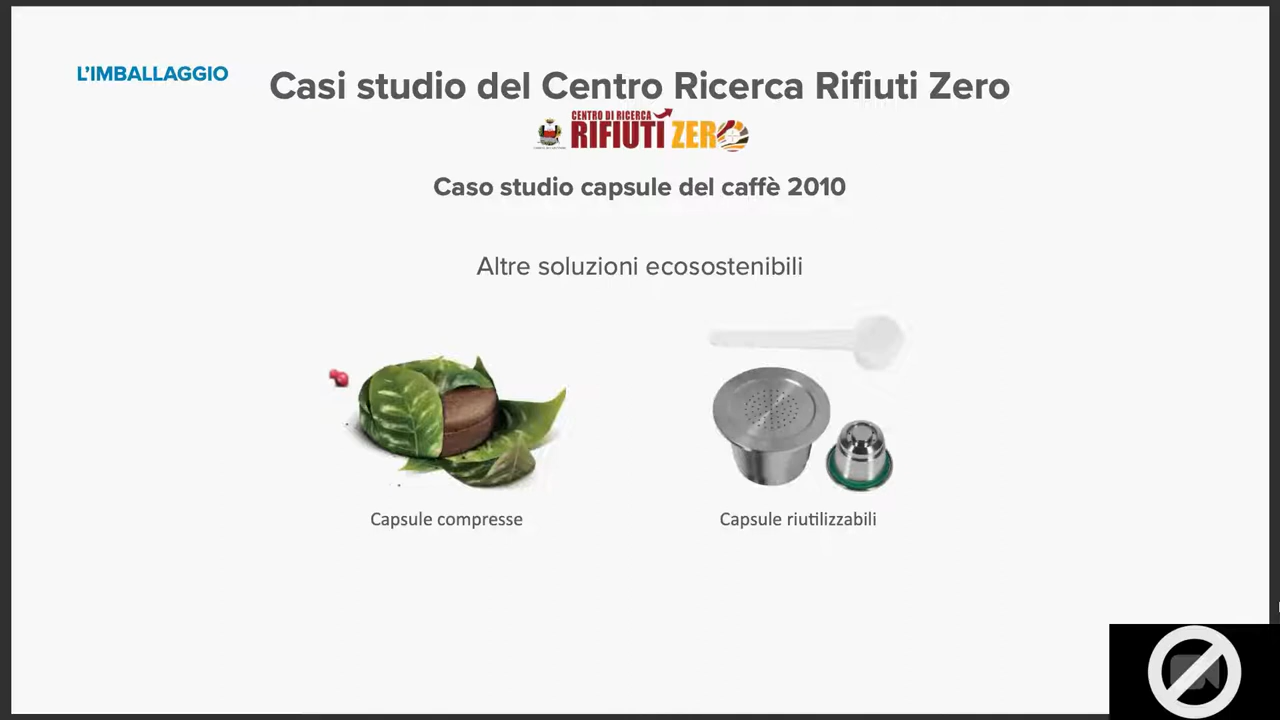 L'IMBALLAGGIO
Casi studio del Centro Ricerca Rifiuti Zero
CENTRO DI RICERCA
RIFIUTI ZERO
Caso studio capsule del caffè 2010
Altre soluzioni ecosostenibili
Capsule compresse
Capsule riutilizzabili